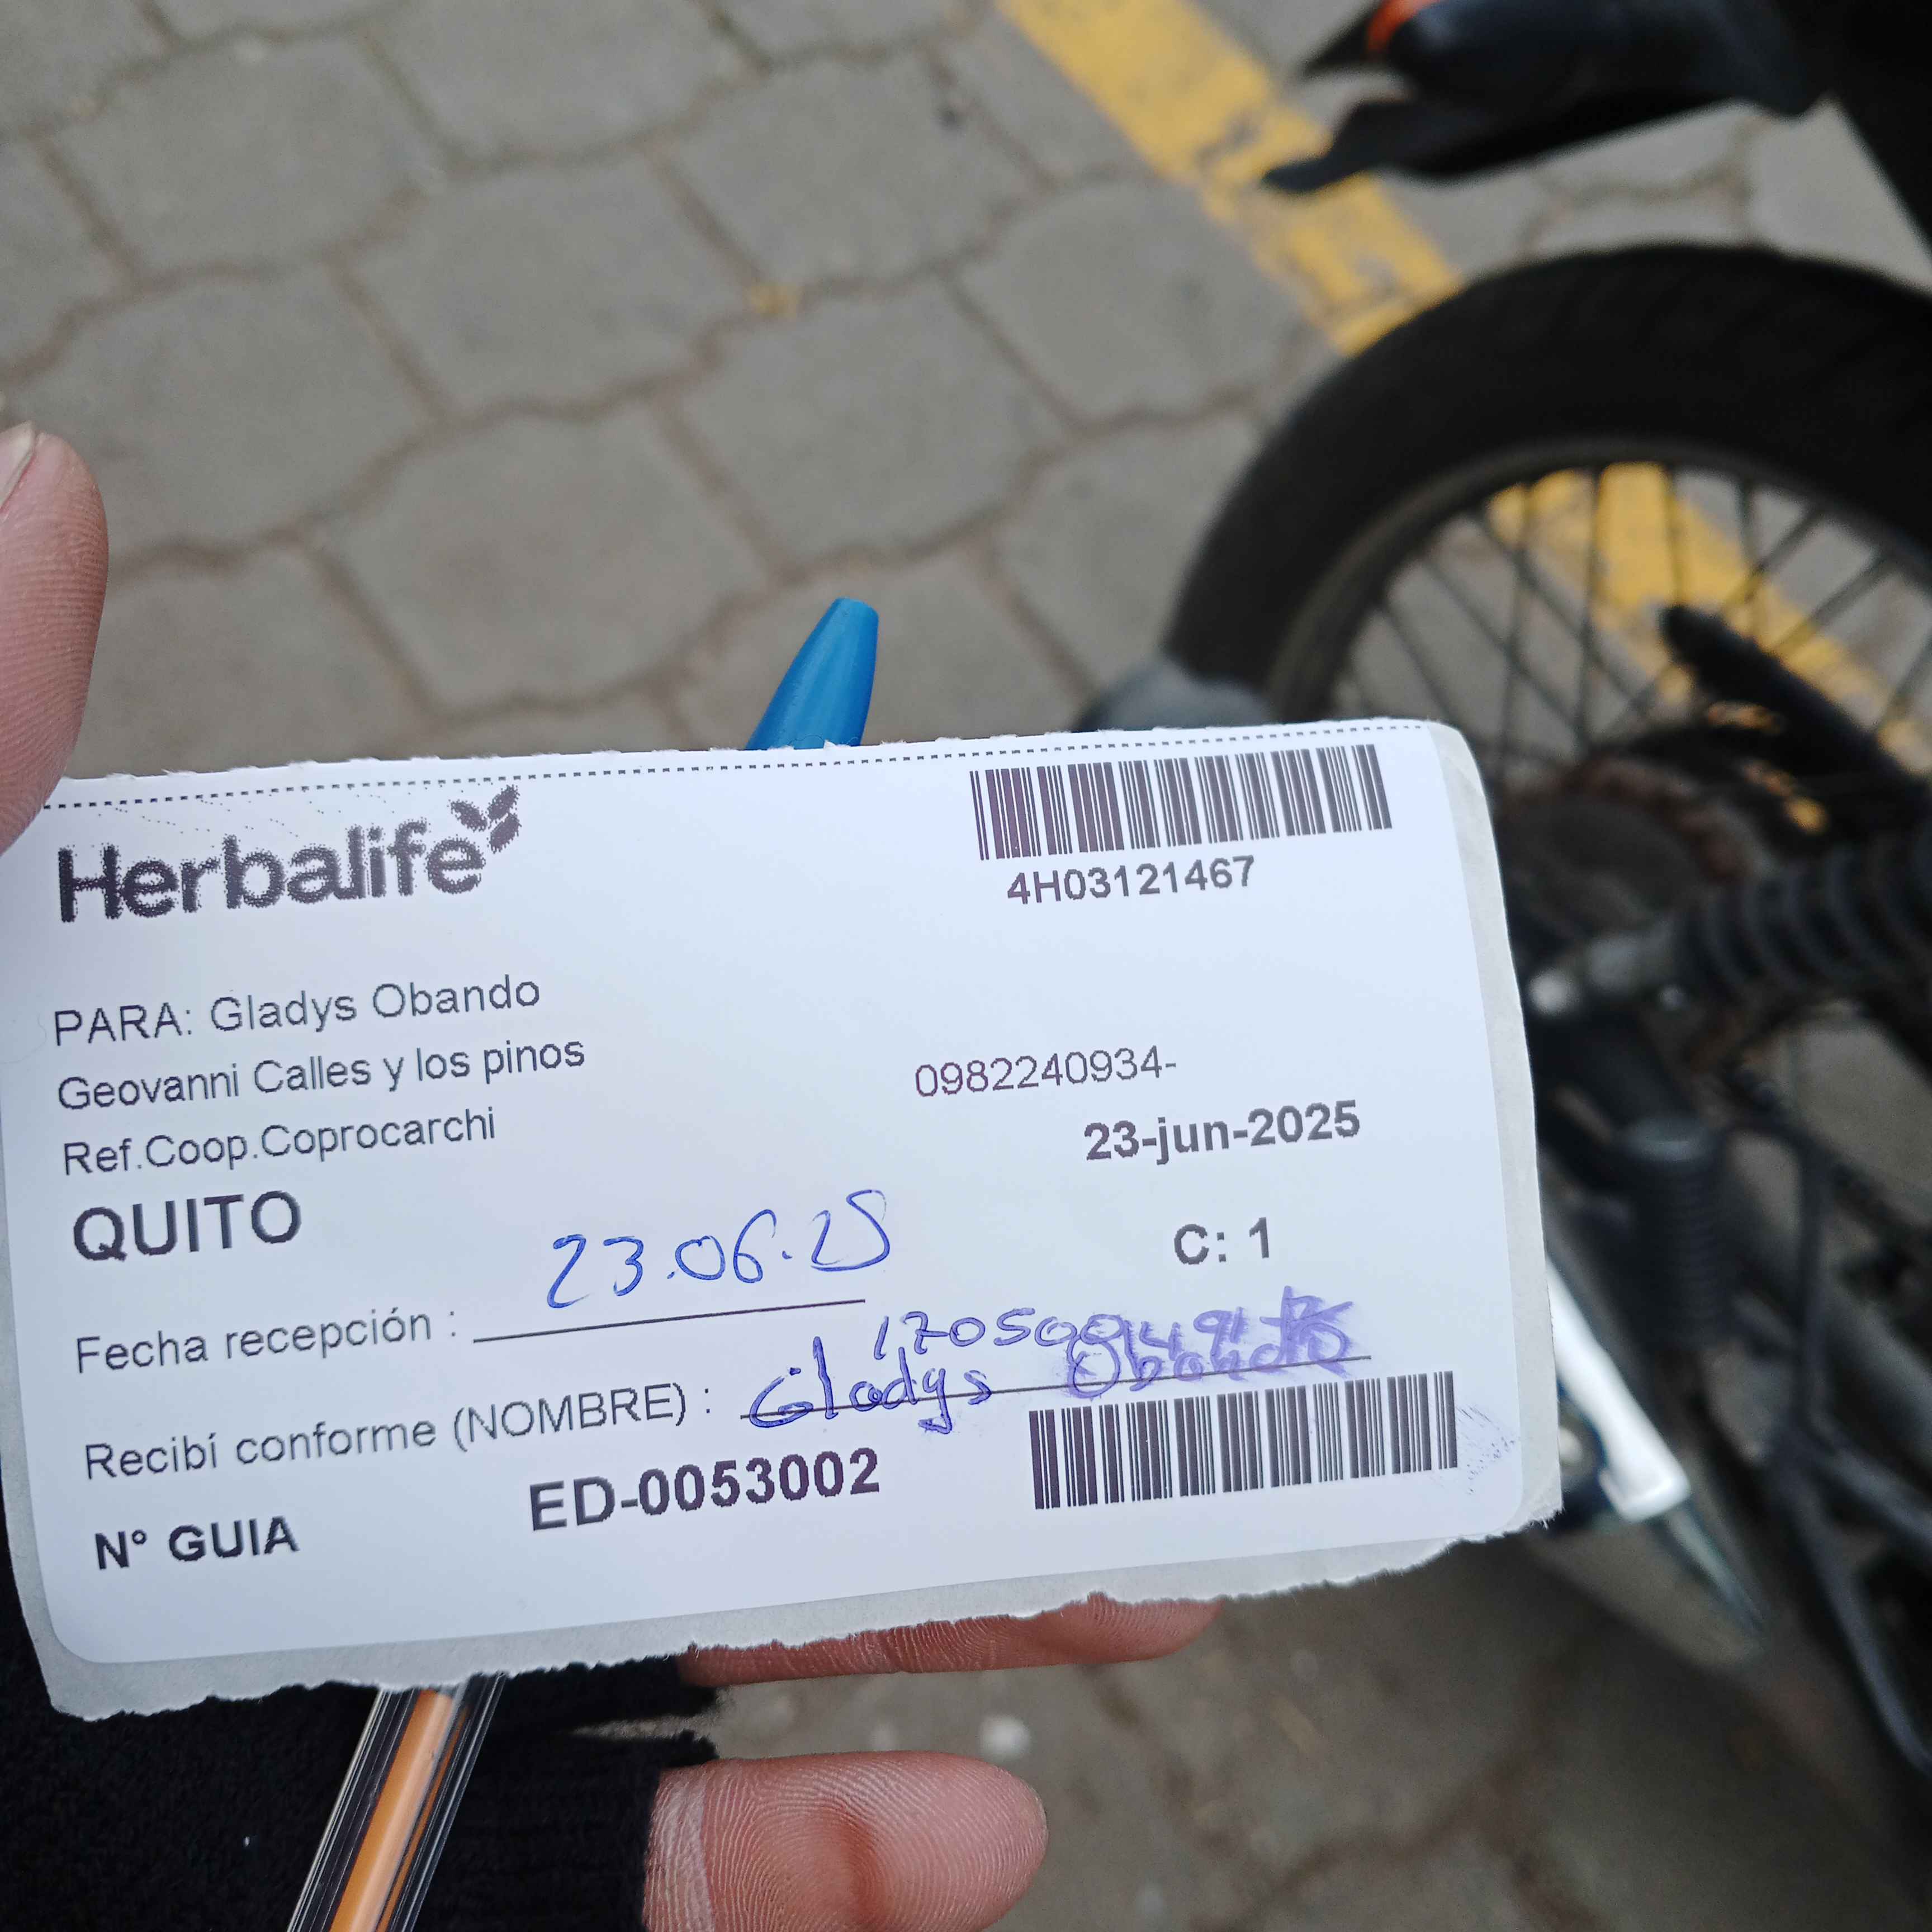 Herbalife
4H03121467
PARA: Gladys Obando
Geovanni Calles y los pinos
0982240934-
Ref.Coop.Coprocarchi
23-jun-2025
QUITO
C: 1
Fecha recepción : 23.06.25
Recibí conforme (NOMBRE) : Gladys Obando
N° GUIA ED-0053002